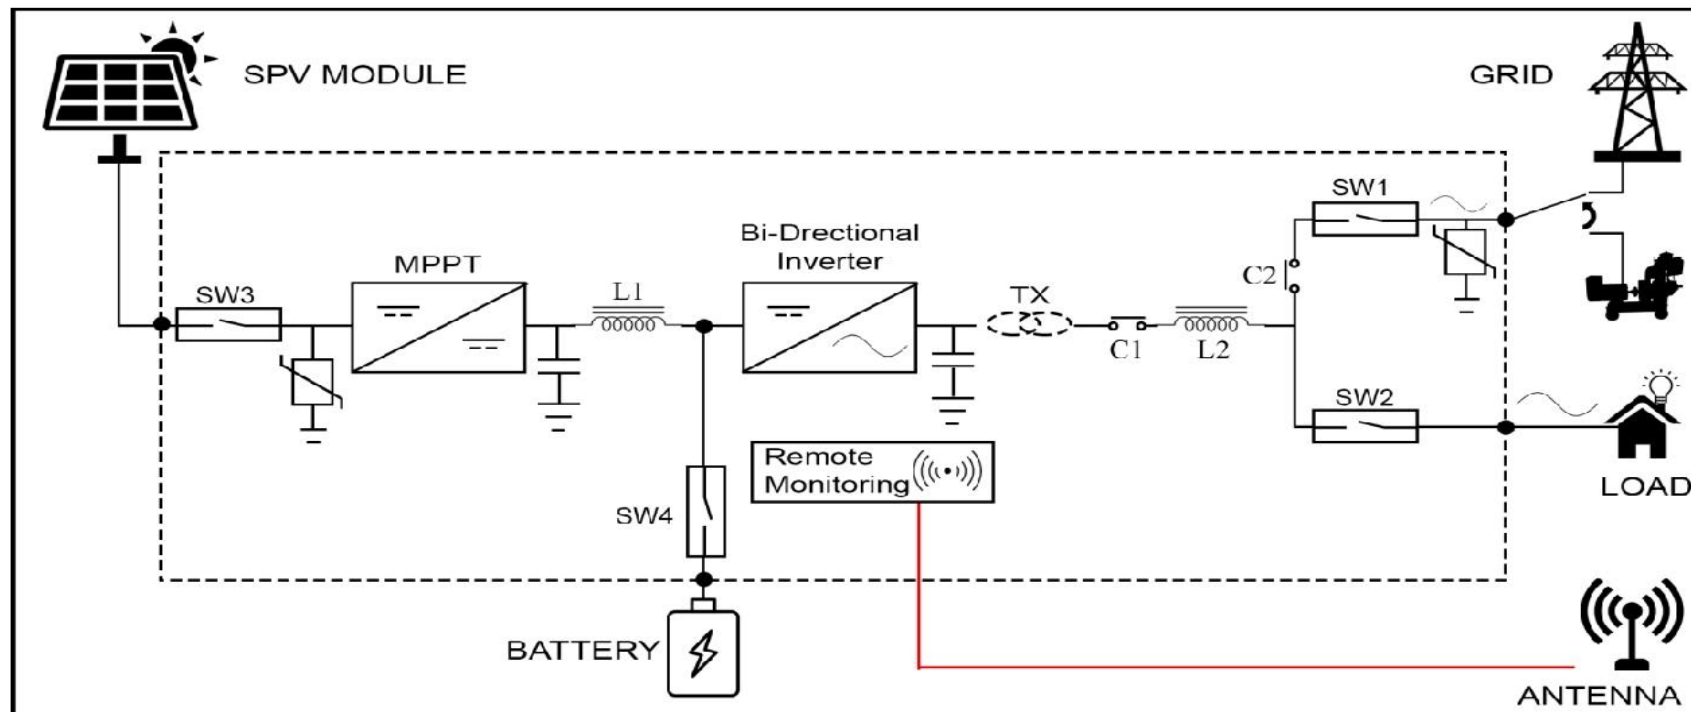 SPV MODULE
GRID
SW1
Bi-Drectional
Inverter
MPPT
C2
SW3
L1
TX
C1
L2
SW2
Remote
Monitoring
LOAD
SW4
BATTERY
ANTENNA